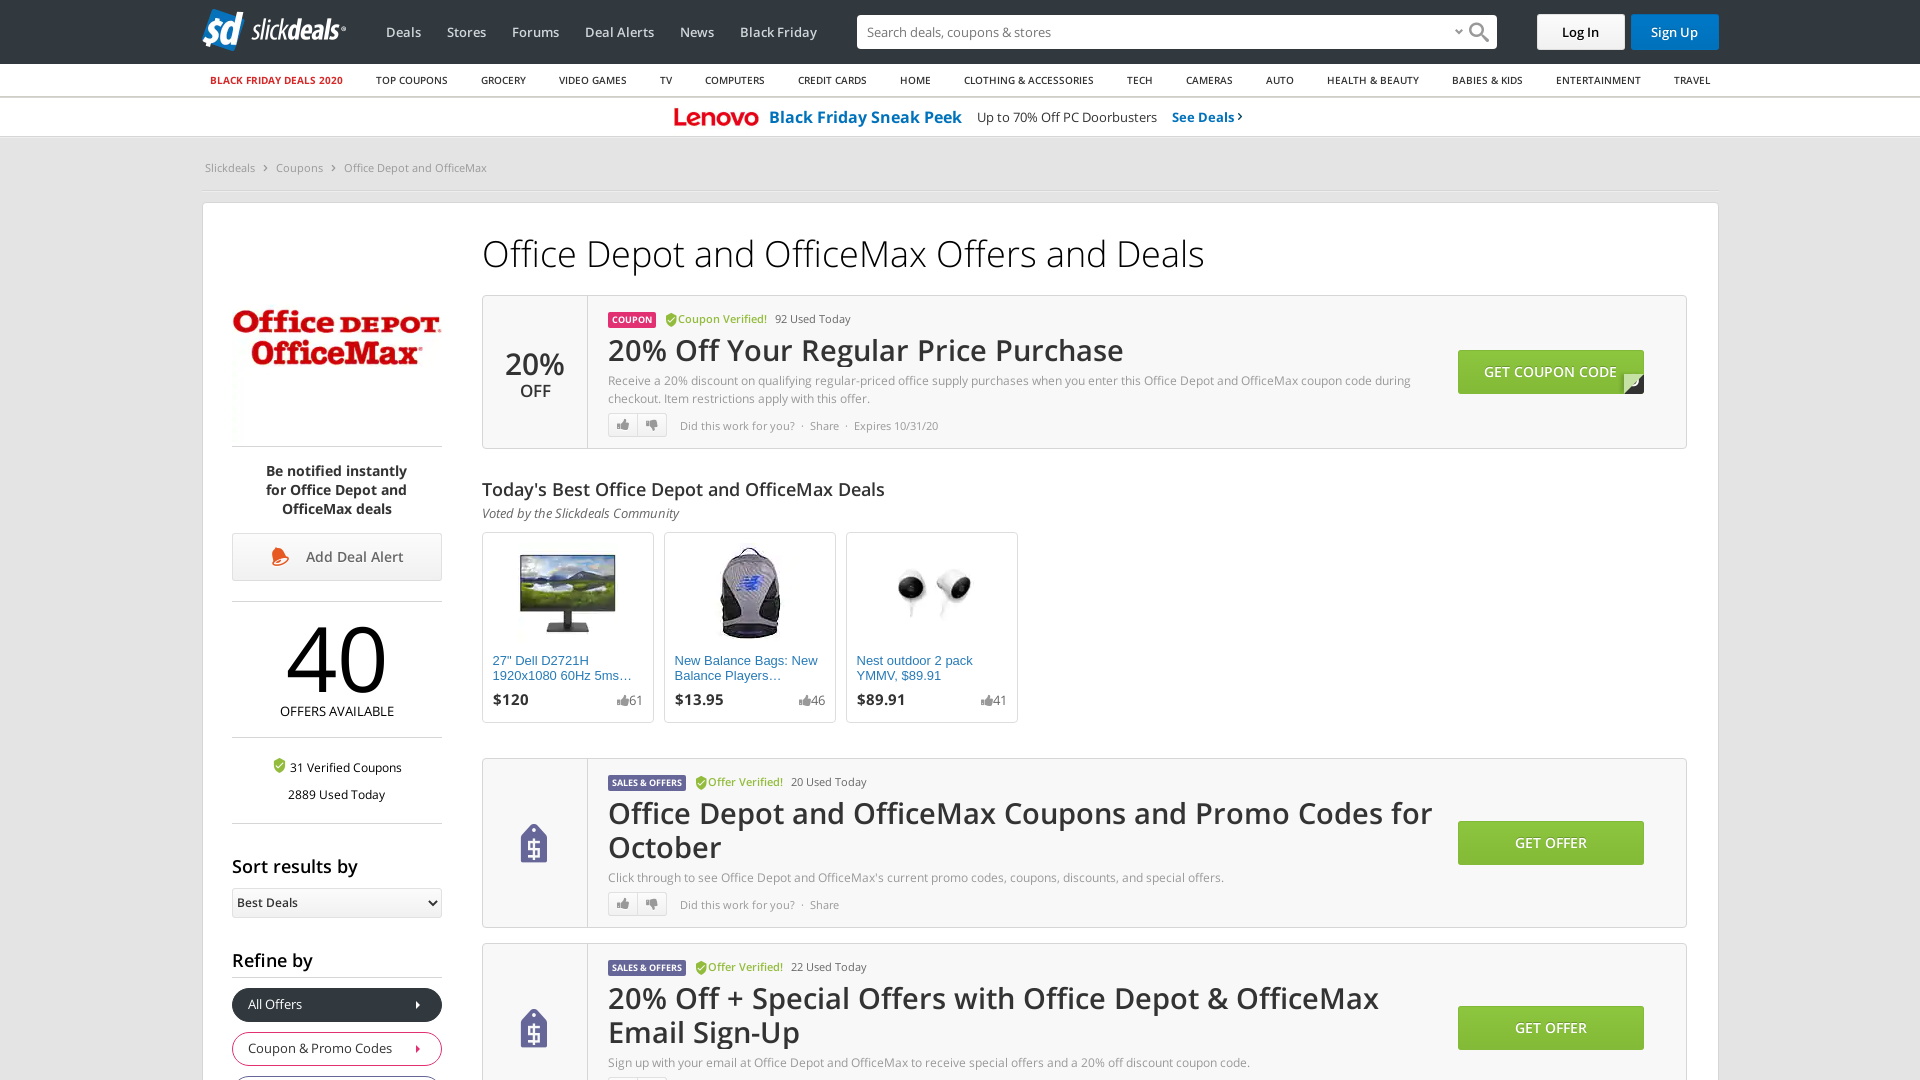 sd slickdeals
Deals
Stores
Forums
Deal Alerts
News
Black Friday
Search deals, coupons & stores
Log In
Sign Up
BLACK FRIDAY DEALS 2020
TOP COUPONS
GROCERY
VIDEO GAMES
TV
COMPUTERS
CREDIT CARDS
HOME
CLOTHING & ACCESSORIES
TECH
CAMERAS
AUTO
HEALTH & BEAUTY
BABIES & KIDS
ENTERTAINMENT
TRAVEL
Lenovo Black Friday Sneak Peek Up to 70% Off PC Doorbusters See Deals
Slickdeals > Coupons > Office Depot and OfficeMax
Office DEPOT
OfficeMax
Be notified instantly
for Office Depot and
OfficeMax deals
Add Deal Alert
40
OFFERS AVAILABLE
31 Verified Coupons
2889 Used Today
Sort results by
Best Deals
Refine by
All Offers
Coupon & Promo Codes
Office Depot and OfficeMax Offers and Deals
20%
OFF
COUPON Coupon Verified! 92 Used Today
20% Off Your Regular Price Purchase
Receive a 20% discount on qualifying regular-priced office supply purchases when you enter this Office Depot and OfficeMax coupon code during
checkout. Item restrictions apply with this offer.
Did this work for you? · Share · Expires 10/31/20
GET COUPON CODE
Today's Best Office Depot and OfficeMax Deals
Voted by the Slickdeals Community
27" Dell D2721H
1920x1080 60Hz 5ms…
$120 61
New Balance Bags: New
Balance Players…
$13.95 46
Nest outdoor 2 pack
YMMV, $89.91
$89.91 41
SALES & OFFERS Offer Verified! 20 Used Today
Office Depot and OfficeMax Coupons and Promo Codes for
October
Click through to see Office Depot and OfficeMax's current promo codes, coupons, discounts, and special offers.
Did this work for you? · Share
GET OFFER
SALES & OFFERS Offer Verified! 22 Used Today
20% Off + Special Offers with Office Depot & OfficeMax
Email Sign-Up
Sign up with your email at Office Depot and OfficeMax to receive special offers and a 20% off discount coupon code.
GET OFFER